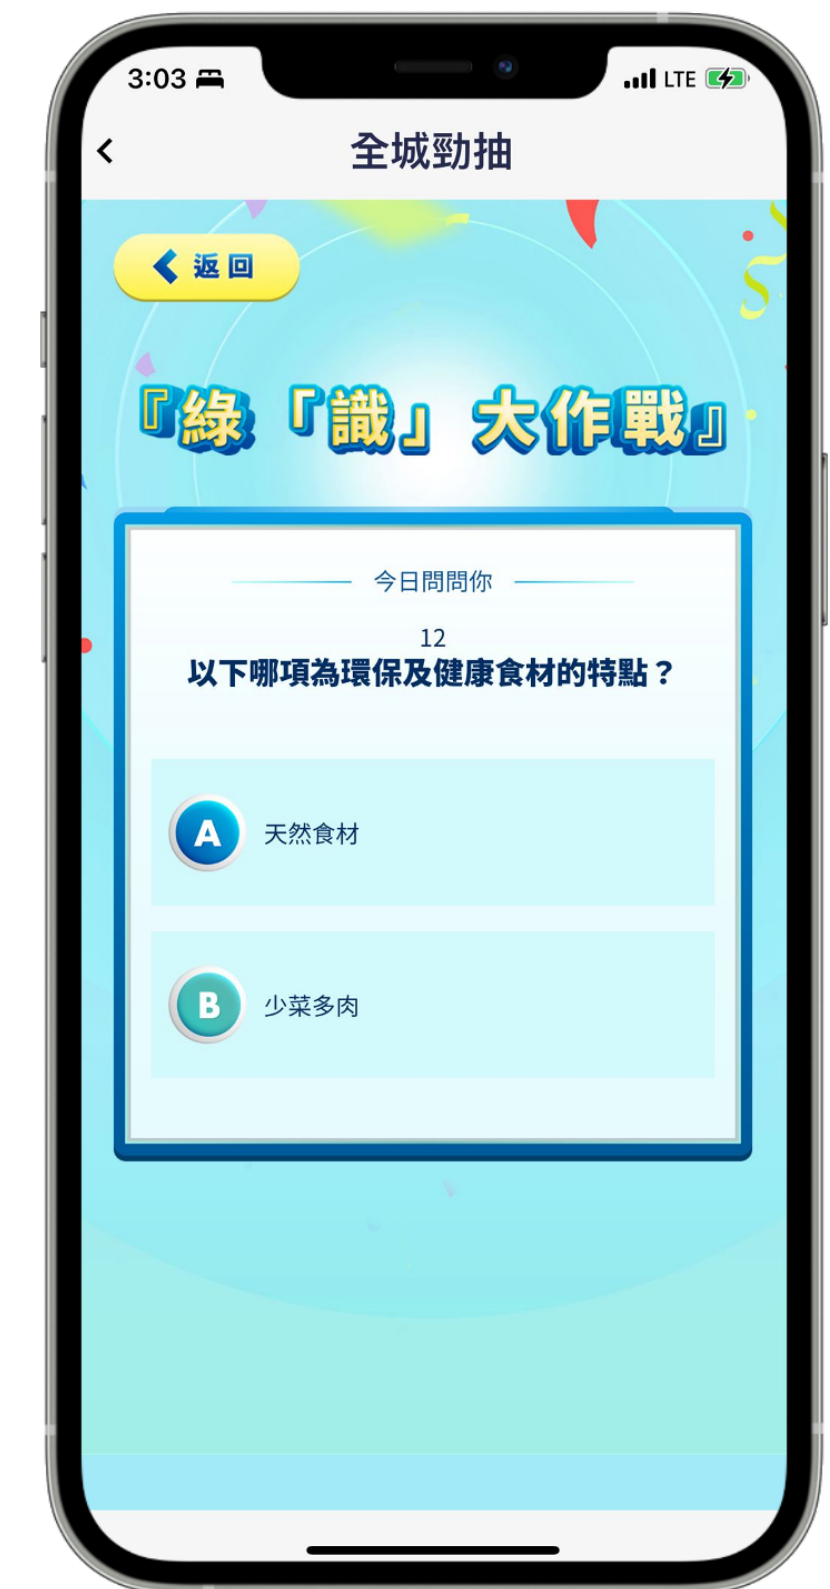 3:03
LTE
全城勁抽
返回
『綠「識」大作戰』
今日問問你
12
以下哪項為環保及健康食材的特點？
A 天然食材
B 少菜多肉